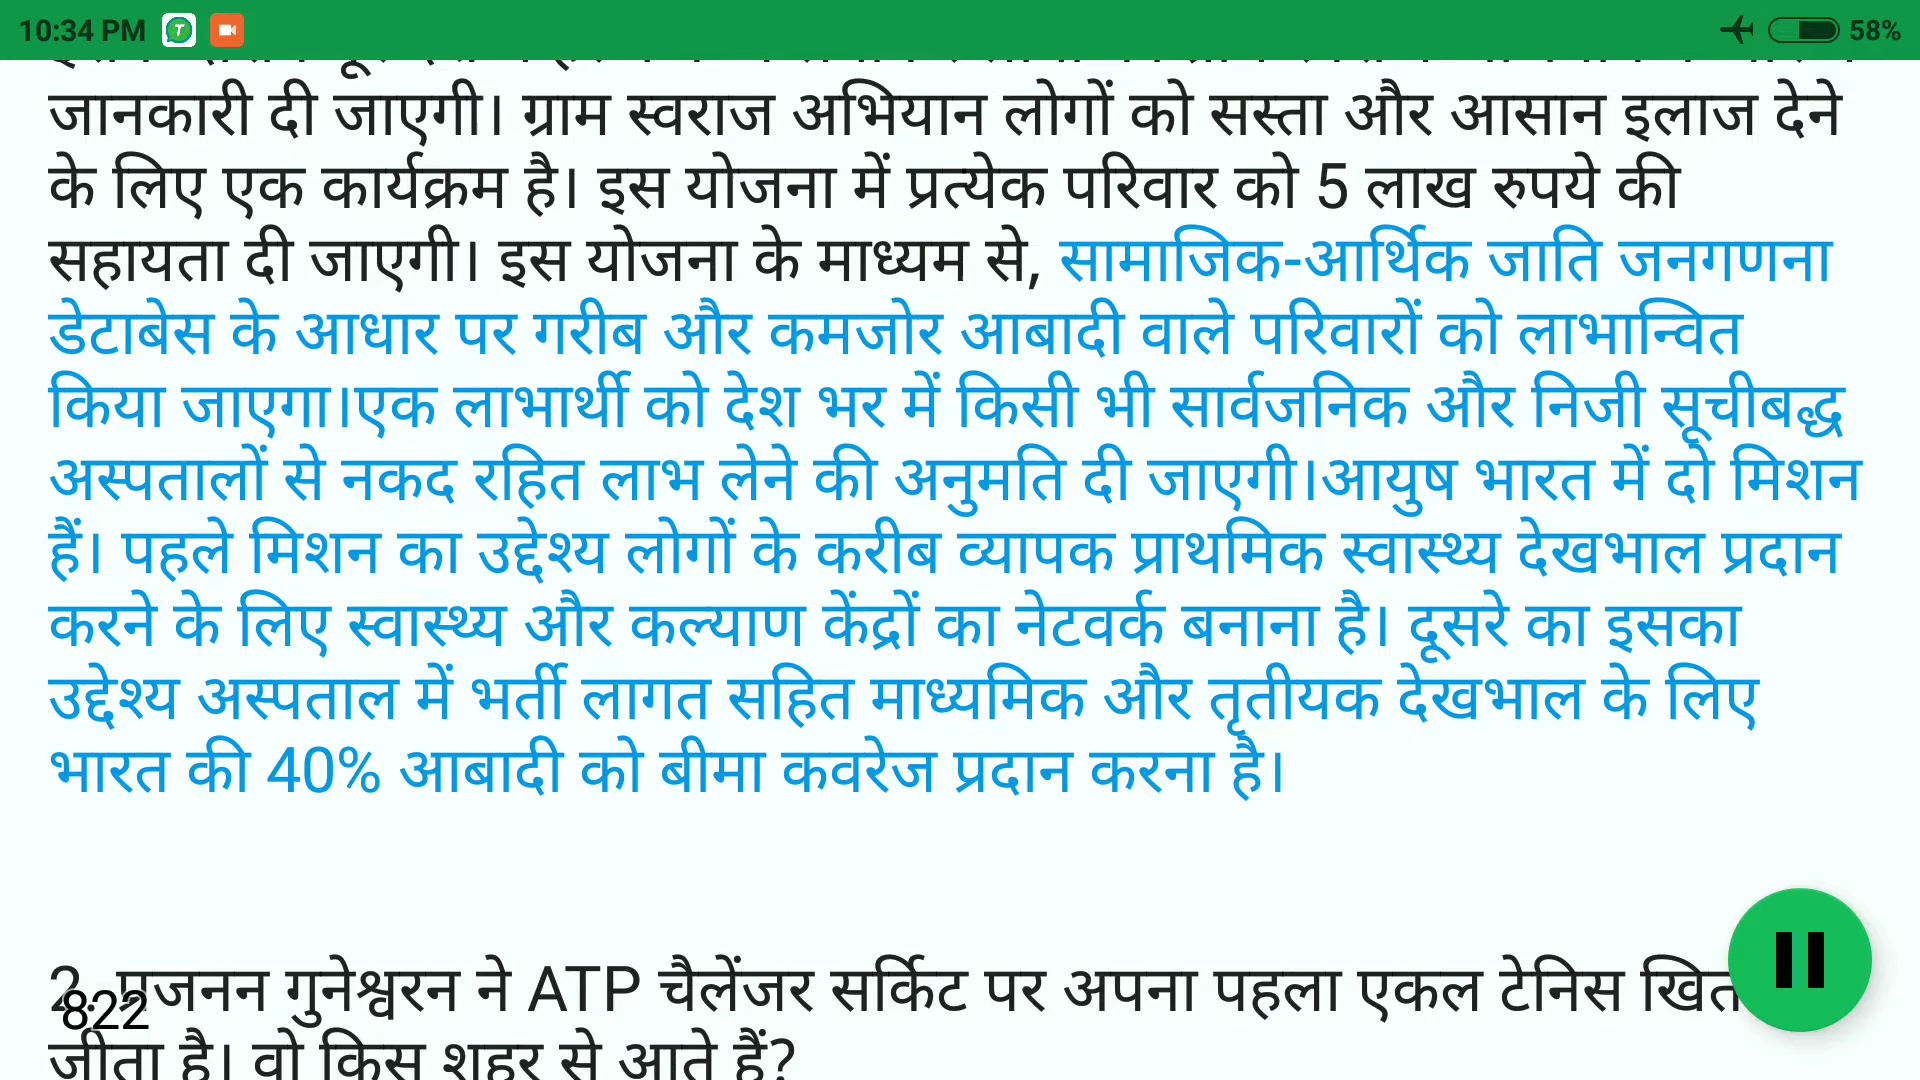 10:34 PM
58%
जानकारी दी जाएगी। ग्राम स्वराज अभियान लोगों को सस्ता और आसान इलाज देने
के लिए एक कार्यक्रम है। इस योजना में प्रत्येक परिवार को 5 लाख रुपये की
सहायता दी जाएगी। इस योजना के माध्यम से, सामाजिक-आर्थिक जाति जनगणना
डेटाबेस के आधार पर गरीब और कमजोर आबादी वाले परिवारों को लाभान्वित
किया जाएगा।एक लाभार्थी को देश भर में किसी भी सार्वजनिक और निजी सूचीबद्ध
अस्पतालों से नकद रहित लाभ लेने की अनुमति दी जाएगी।आयुष भारत में दो मिशन
हैं। पहले मिशन का उद्देश्य लोगों के करीब व्यापक प्राथमिक स्वास्थ्य देखभाल प्रदान
करने के लिए स्वास्थ्य और कल्याण केंद्रों का नेटवर्क बनाना है। दूसरे का इसका
उद्देश्य अस्पताल में भर्ती लागत सहित माध्यमिक और तृतीयक देखभाल के लिए
भारत की 40% आबादी को बीमा कवरेज प्रदान करना है।
2. प्रजनन गुनेश्वरन ने ATP चैलेंजर सर्किट पर अपना पहला एकल टेनिस
822
जीता है। वो किस शहर से आते हैं?